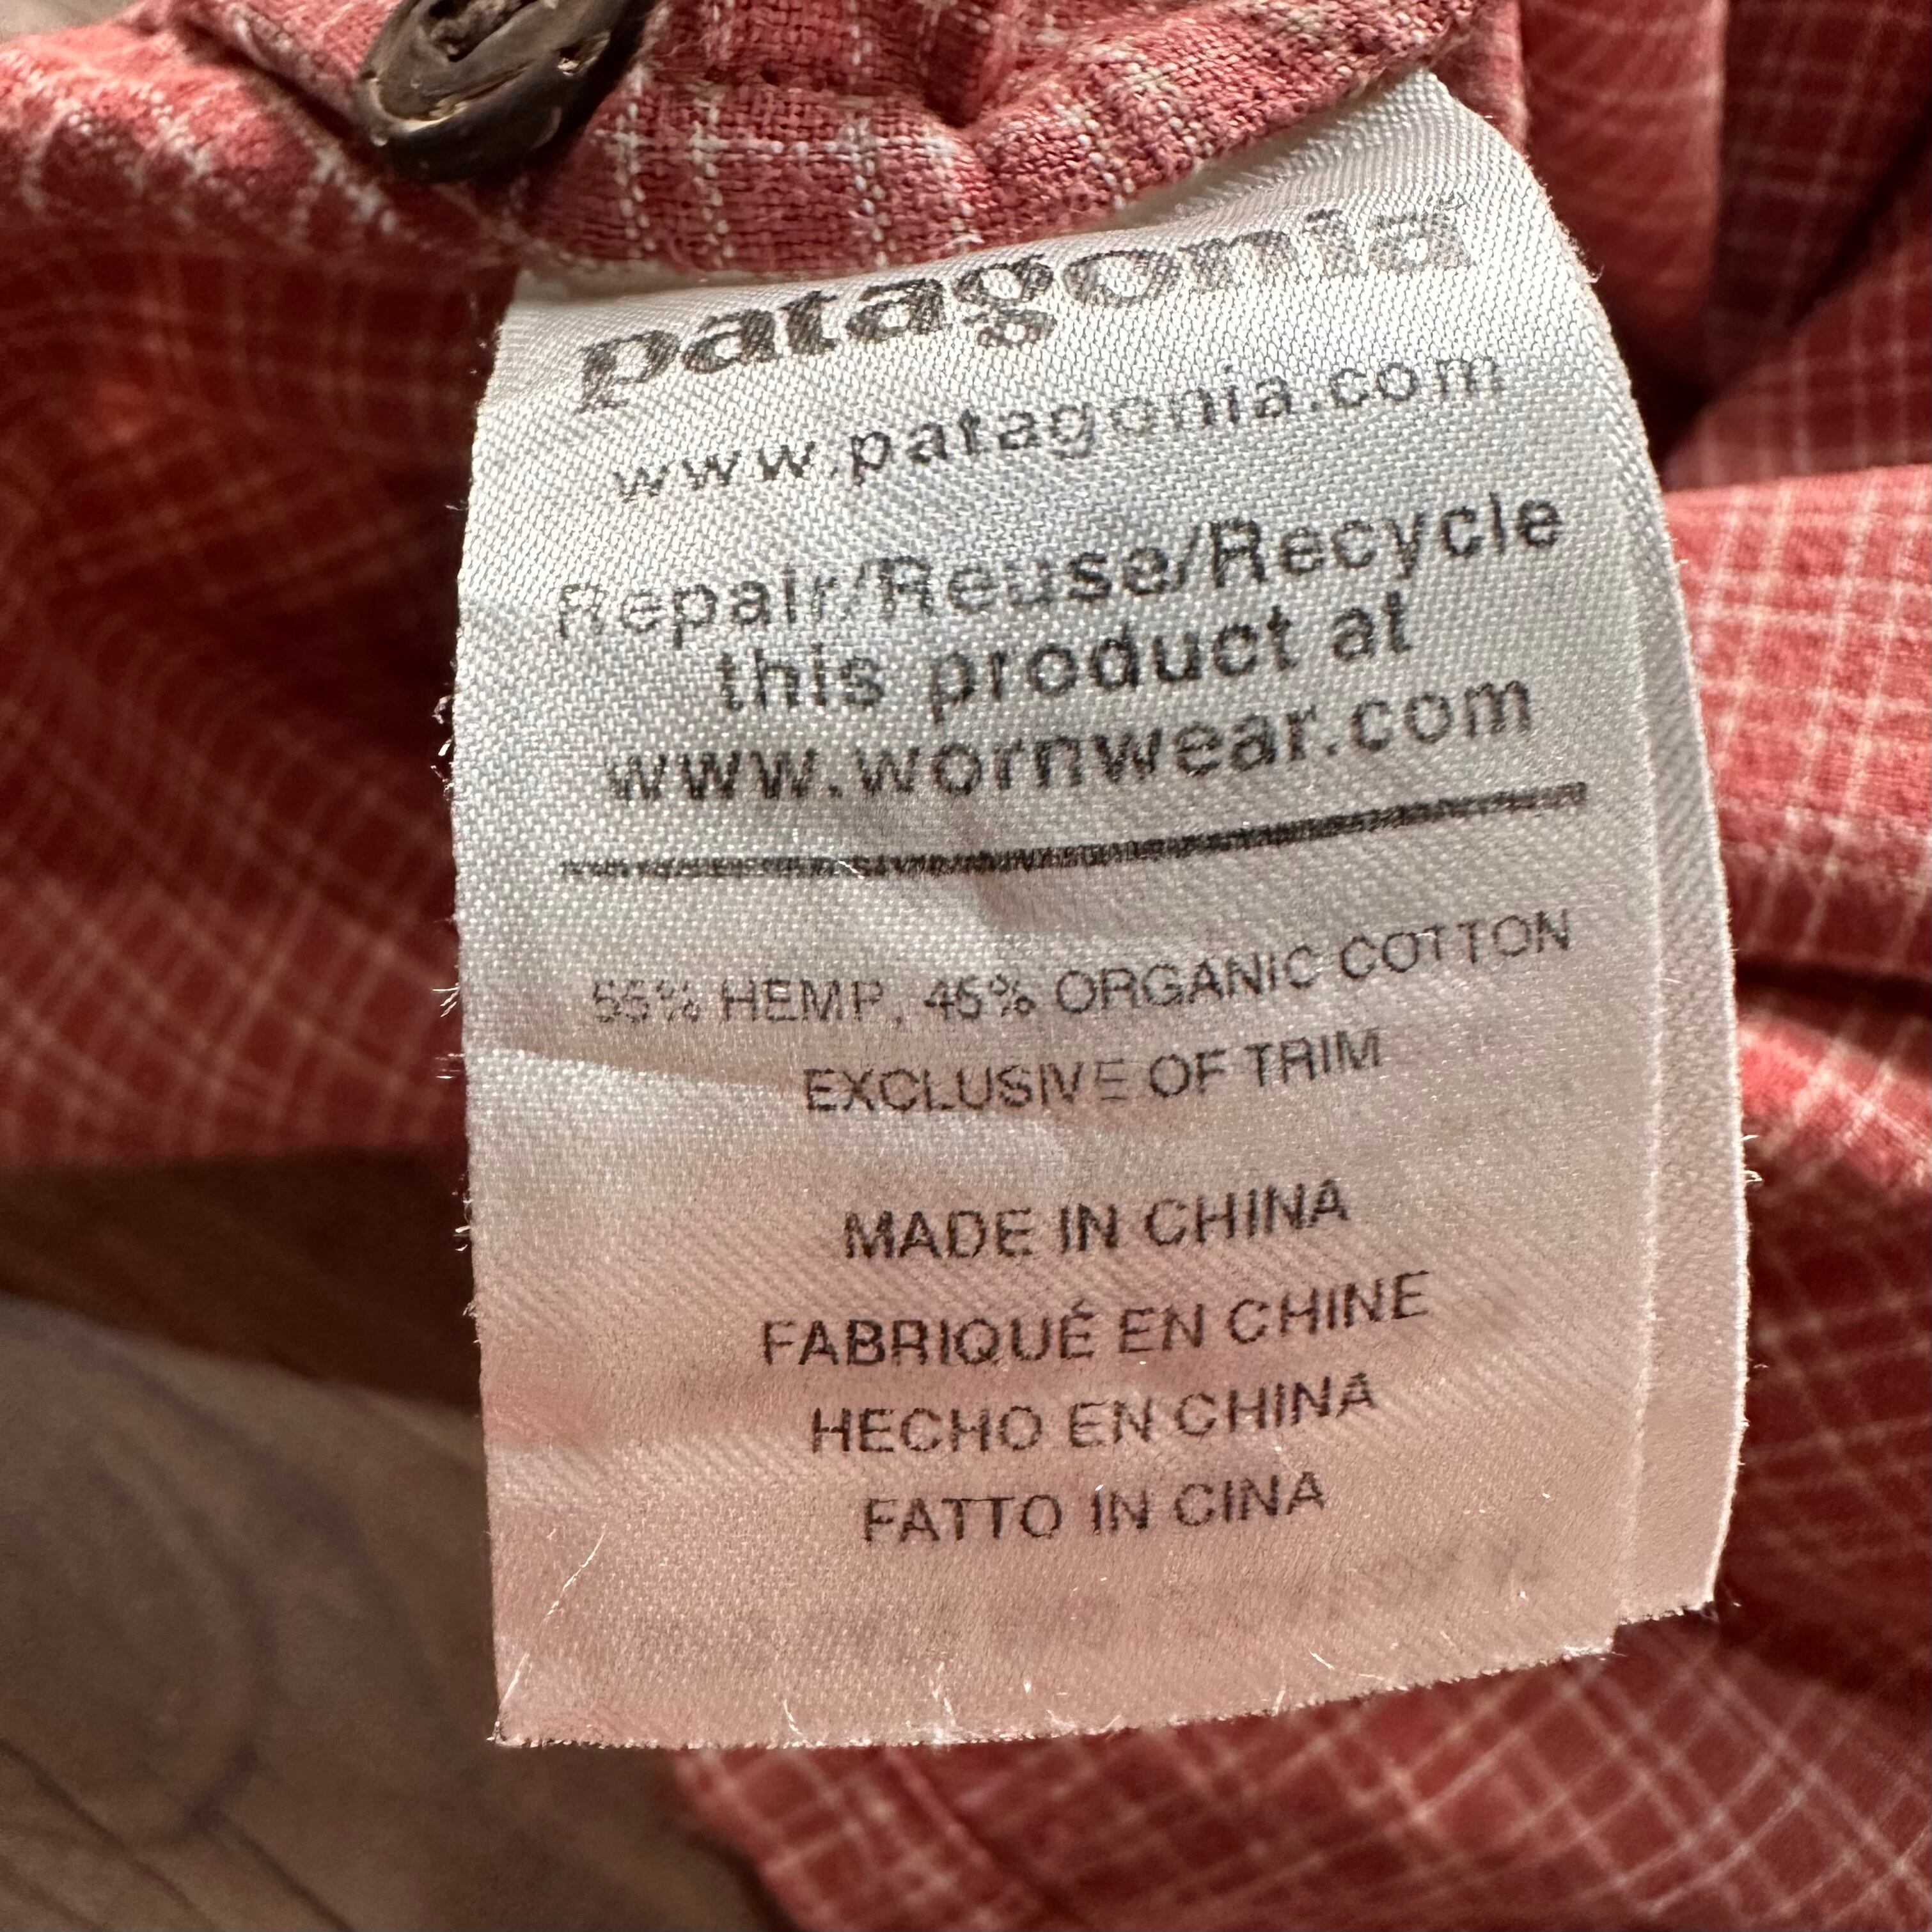 patagonia
www.patagonia.com
Repair/Reuse/Recycle
this product at
www.wornwear.com
55% HEMP, 45% ORGANIC COTTON
EXCLUSIVE OF TRIM
MADE IN CHINA
FABRIQUÉ EN CHINE
HECHO EN CHINA
FATTO IN CINA